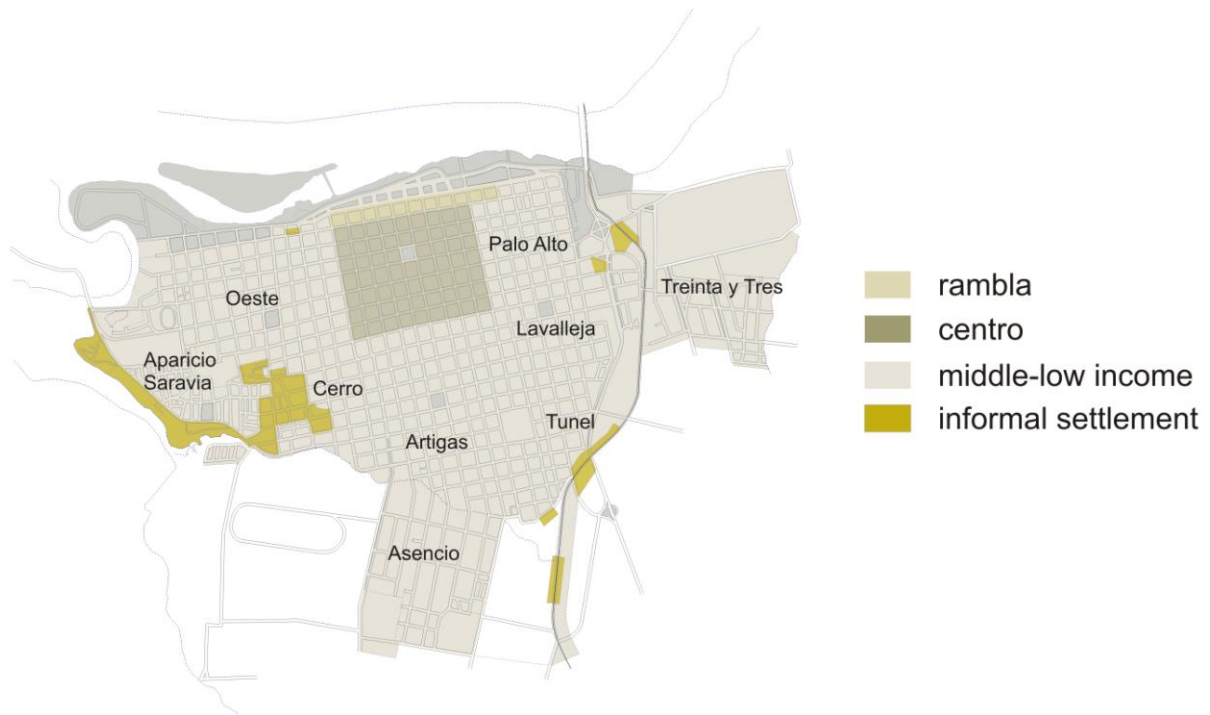 Palo Alto
Treinta y Tres
Oeste
Lavalleja
Aparicio
Saravia
Cerro
Tunel
Artigas
Asencio
rambla
centro
middle-low income
informal settlement